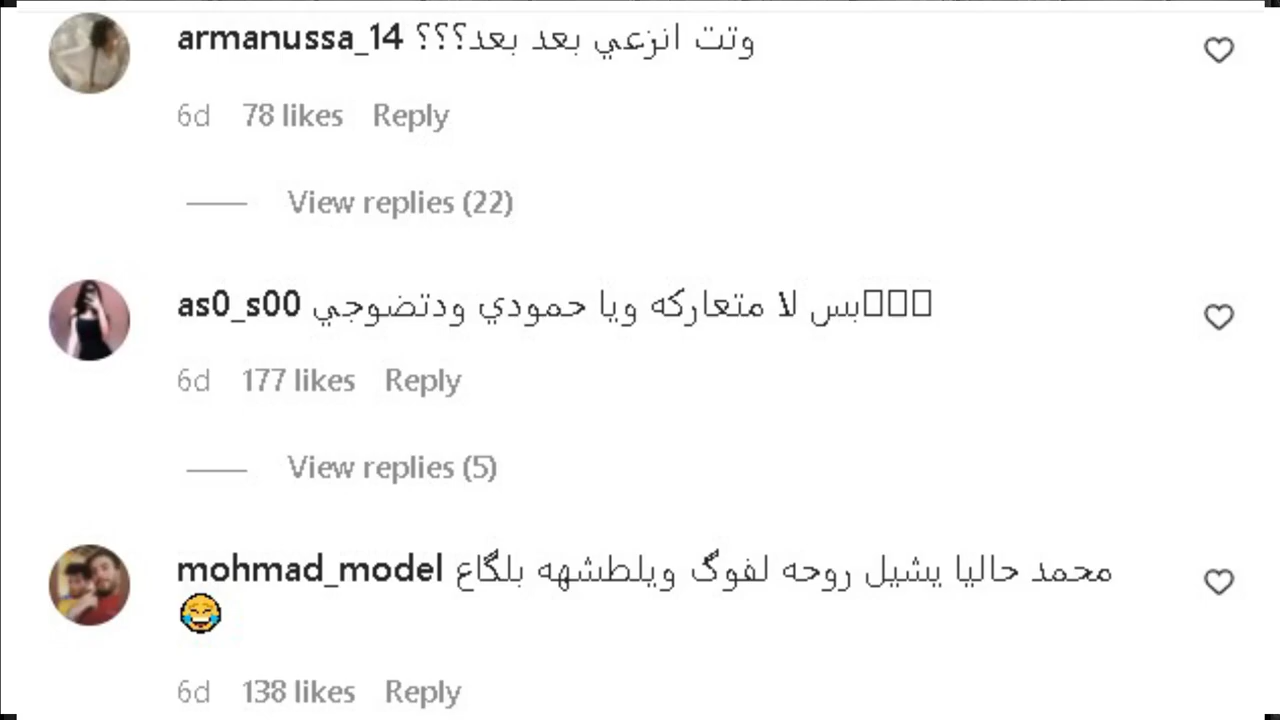 armanussa_14 وتت انزعي بعد بعد؟؟؟
6d 78 likes Reply
View replies (22)
as0_s00 بس لا متعاركه ويا حمودي ودتضوجي
6d 177 likes Reply
View replies (5)
mohmad_model محمد حاليا يشيل روحه لفوگ ويلطشهه بلگاع
😂
6d 138 likes Reply